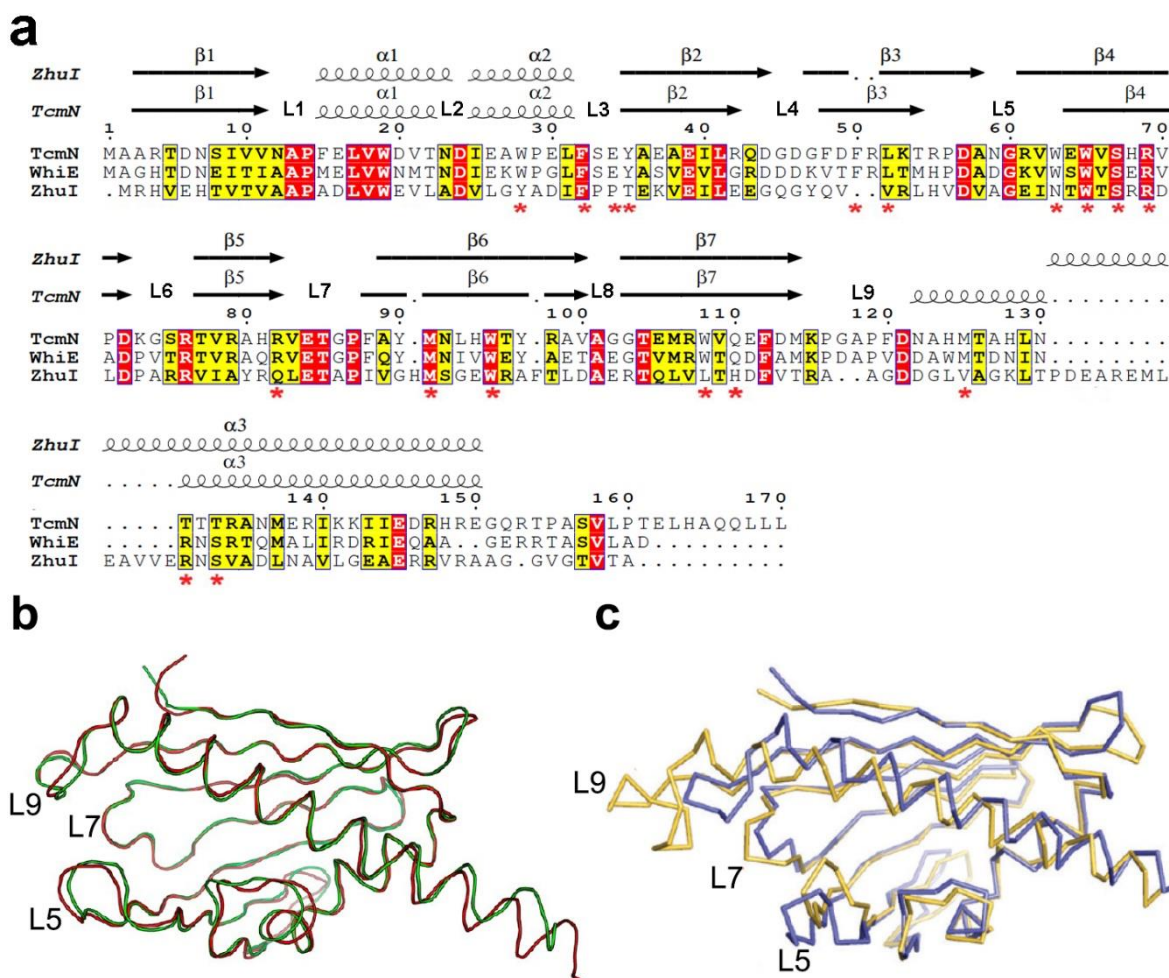 a
ZhuI β1 α1 α2 β2 β3 β4
TcmN β1 L1 α1 L2 α2 L3 β2 L4 β3 L5 β4
1 10 20 30 40 50 60 70
TcmN MAARTDNSIVVNAPFELVWDVTNDIEAWPELFSEYAEAEILRQDGDGFDFRLKTRPDANGRVWEWVSHRV
WhiE MAGHTDNEITIAAPMDLVWNMTNDIEKWPGLFSEYASVEVLGRDDDKVTFRLTMHPDADGKVWSWVSERV
ZhuI .MRHVEHTVTVAAPADLVWEVLADVLGYADIFPPTEKVEILEEGQGYQV..VRLHVDVAGEINTWTSRRD
* * * * * * * * * *
ZhuI β5 β6 β7
TcmN L6 β5 L7 β6 L8 β7 L9
80 90 100 110 120 130
TcmN PDKGSRTVRAHRVETGPFAY.MNLHWTY.RAVAGGTEMRWVQEFDMKPGAPFDNAHMTAHLN........
WhiE ADPVTRTVRAQRVETGPFQY.MNIHWEY.AETAEGTVMRWTQDFAMKPDAPVDDAWMTDNIN........
ZhuI LDPARRVIAYRQLETAPIVGHMSGEWRAFTLDAERTQLVLTHDFVTRA..AGDDGLVAGKLTPDEAREML
* * * * * *
ZhuI α3
TcmN α3
140 150 160 170
TcmN .....TTTRANMERIKKIIEDRHREGQRTPASVLPTELHAQQLLL
WhiE .....RNSRTQMALIRDRIEQAA..GERRTASVLAD.........
ZhuI EAVVERNSVADLNAVLGEAERRVRAAG.GVGTVTA..........
* *
b
c
L9
L7
L5
L9
L7
L5